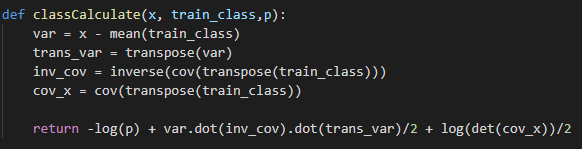 def classCalculate(x, train_class,p):
    var = x - mean(train_class)
    trans_var = transpose(var)
    inv_cov = inverse(cov(transpose(train_class)))
    cov_x = cov(transpose(train_class))
    return -log(p) + var.dot(inv_cov).dot(trans_var)/2 + log(det(cov_x))/2